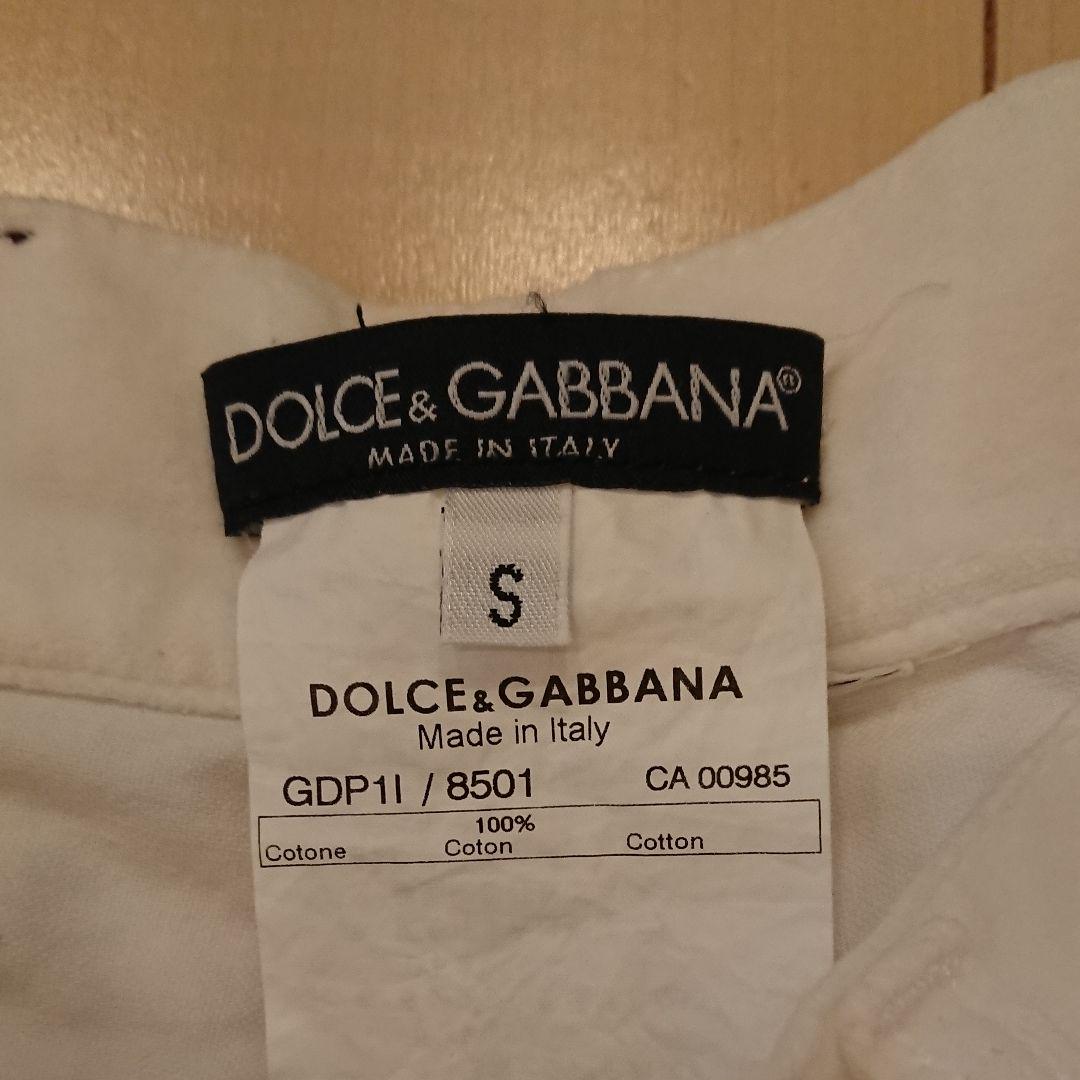 DOLCE & GABBANA®
MADE IN ITALY
S
DOLCE&GABBANA
Made in Italy
GDP1I / 8501 CA 00985
100%
Cotone Coton Cotton